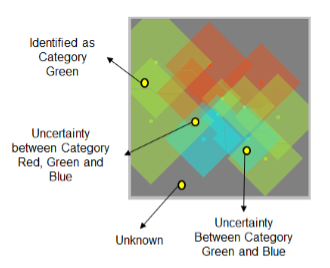 Identified as
Category
Green
Uncertainty
between Category
Red, Green and
Blue
Unknown
Uncertainty
Between Category
Green and Blue